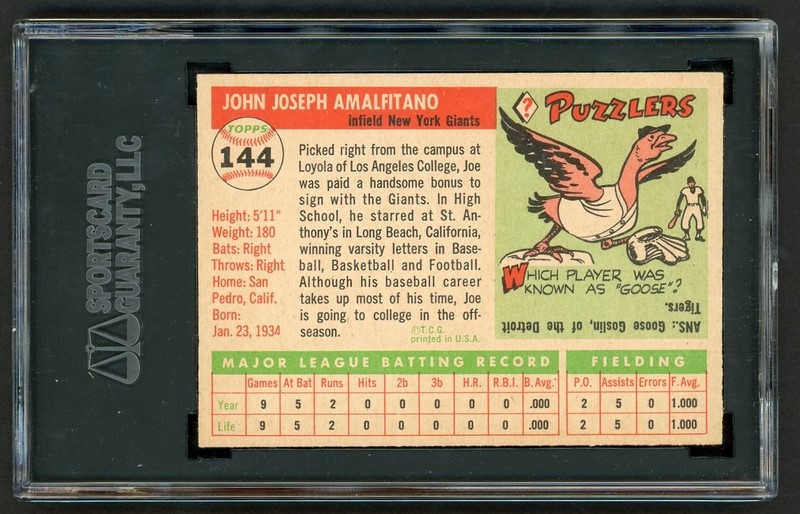 SPORTSCARD
GUARANTY, LLC
JOHN JOSEPH AMALFITANO
infield New York Giants
TOPPS
144
Height: 5'11"
Weight: 180
Bats: Right
Throws: Right
Home: San
Pedro, Calif.
Born:
Jan. 23, 1934
Picked right from the campus at
Loyola of Los Angeles College, Joe
was paid a handsome bonus to
sign with the Giants. In High
School, he starred at St. An-
thony's in Long Beach, California,
winning varsity letters in Base-
ball, Basketball and Football.
Although his baseball career
takes up most of his time, Joe
is going to college in the off-
season.
©T.C.G.
printed in U.S.A.
? PUZZLERS
WHICH PLAYER WAS
KNOWN AS "GOOSE"?
ANS.: Goose Goslin, of the Detroit
Tigers.
MAJOR LEAGUE BATTING RECORD FIELDING
Games At Bat Runs Hits 2b 3b H.R. R.B.I. B. Avg. P.O. Assists Errors F. Avg.
Year 9 5 2 0 0 0 0 0 .000 2 5 0 1.000
Life 9 5 2 0 0 0 0 0 .000 2 5 0 1.000